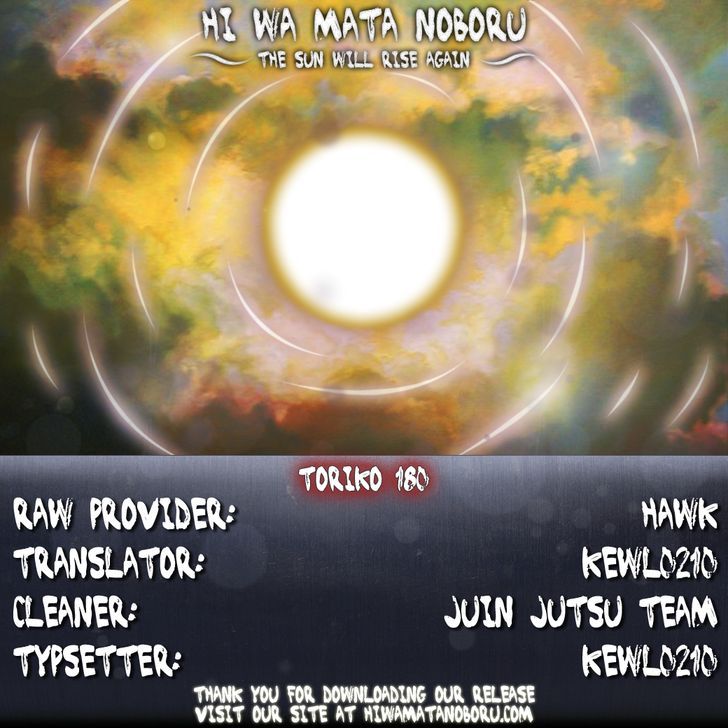 HI WA MATA NOBORU
THE SUN WILL RISE AGAIN
TORIKO 160
RAW PROVIDER: HAWK
TRANSLATOR: KEWL0210
CLEANER: JUIN JUTSU TEAM
TYPSETTER: KEWL0210
THANK YOU FOR DOWNLOADING OUR RELEASE
VISIT OUR SITE AT HIWAMATANOBORU.COM